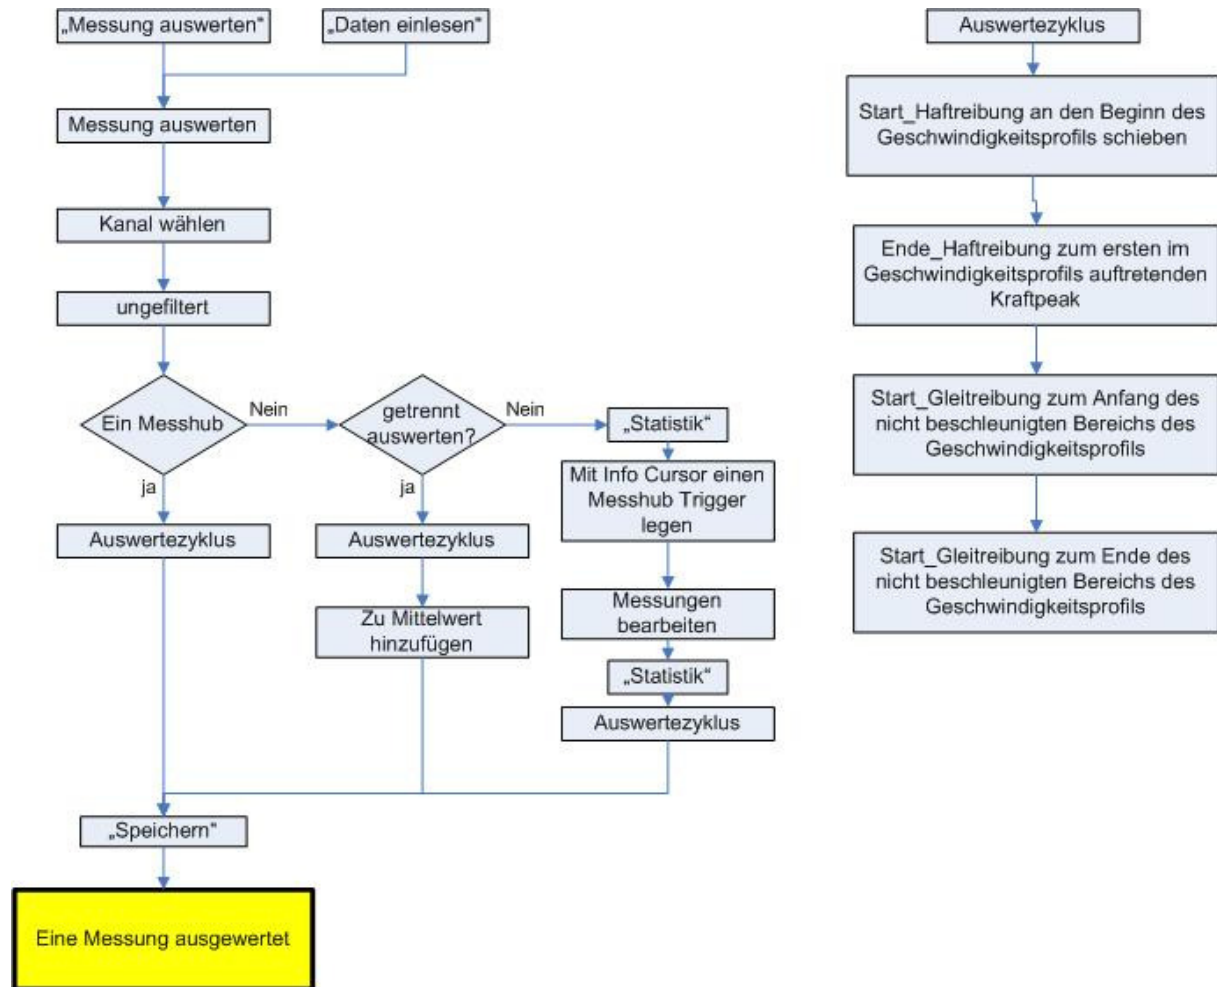 „Messung auswerten“
„Daten einlesen“
Messung auswerten
Kanal wählen
ungefiltert
Ein Messhub
Nein
ja
getrennt
auswerten?
Nein
ja
Auswertezyklus
Auswertezyklus
Zu Mittelwert
hinzufügen
„Statistik“
Mit Info Cursor einen
Messhub Trigger
legen
Messungen
bearbeiten
„Statistik“
Auswertezyklus
„Speichern“
Eine Messung ausgewertet
Auswertezyklus
Start_Haftreibung an den Beginn des
Geschwindigkeitsprofils schieben
Ende_Haftreibung zum ersten im
Geschwindigkeitsprofils auftretenden
Kraftpeak
Start_Gleitreibung zum Anfang des
nicht beschleunigten Bereichs des
Geschwindigkeitsprofils
Start_Gleitreibung zum Ende des
nicht beschleunigten Bereichs des
Geschwindigkeitsprofils